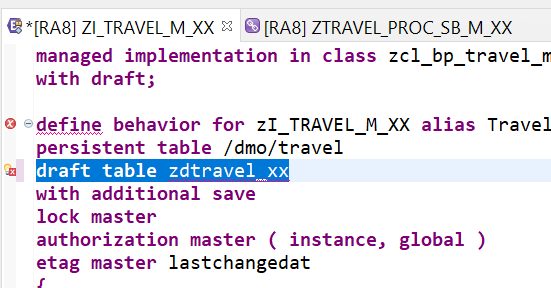 *[RA8] ZI_TRAVEL_M_XX [RA8] ZTRAVEL_PROC_SB_M_XX
managed implementation in class zcl_bp_travel_m
with draft;
define behavior for zI_TRAVEL_M_XX alias Travel
persistent table /dmo/travel
draft table zdtravel_xx
with additional save
lock master
authorization master ( instance, global )
etag master lastchangedat
{